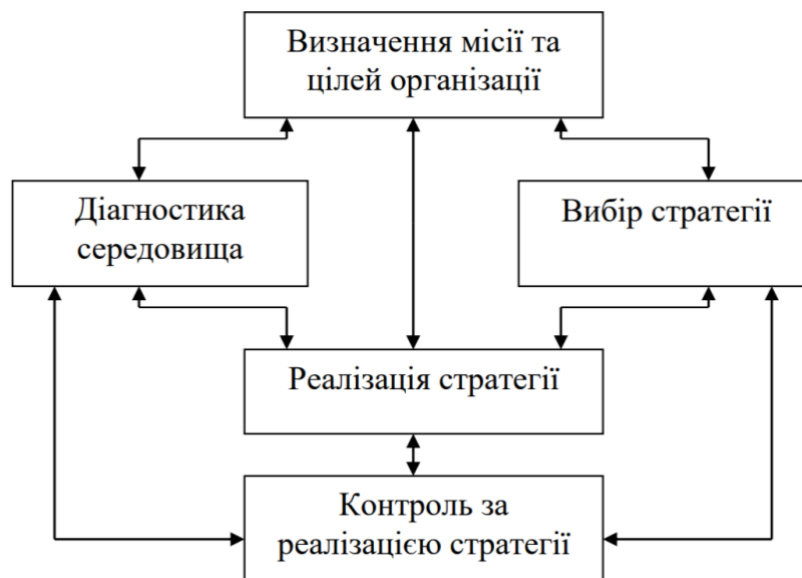 Визначення місії та
цілей організації
Діагностика
середовища
Вибір стратегії
Реалізація стратегії
Контроль за
реалізацією стратегії